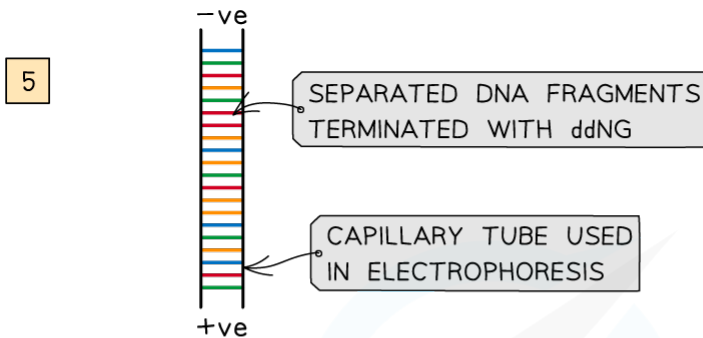 -ve
5
SEPARATED DNA FRAGMENTS
TERMINATED WITH ddNG
CAPILLARY TUBE USED
IN ELECTROPHORESIS
+ve